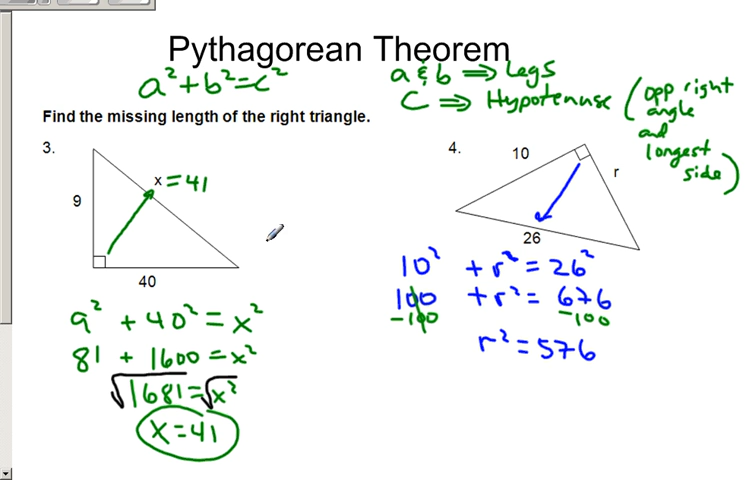 Pythagorean Theorem
a² + b² = c²
a & b ⇒ Legs
C ⇒ Hypotenuse (opp right angle and longest side)
Find the missing length of the right triangle.
3.
x = 41
9
40
9² + 40² = x²
81 + 1600 = x²
√1681 = √x²
x = 41
4.
10
r
26
10² + r² = 26²
100 + r² = 676
-100 -100
r² = 576